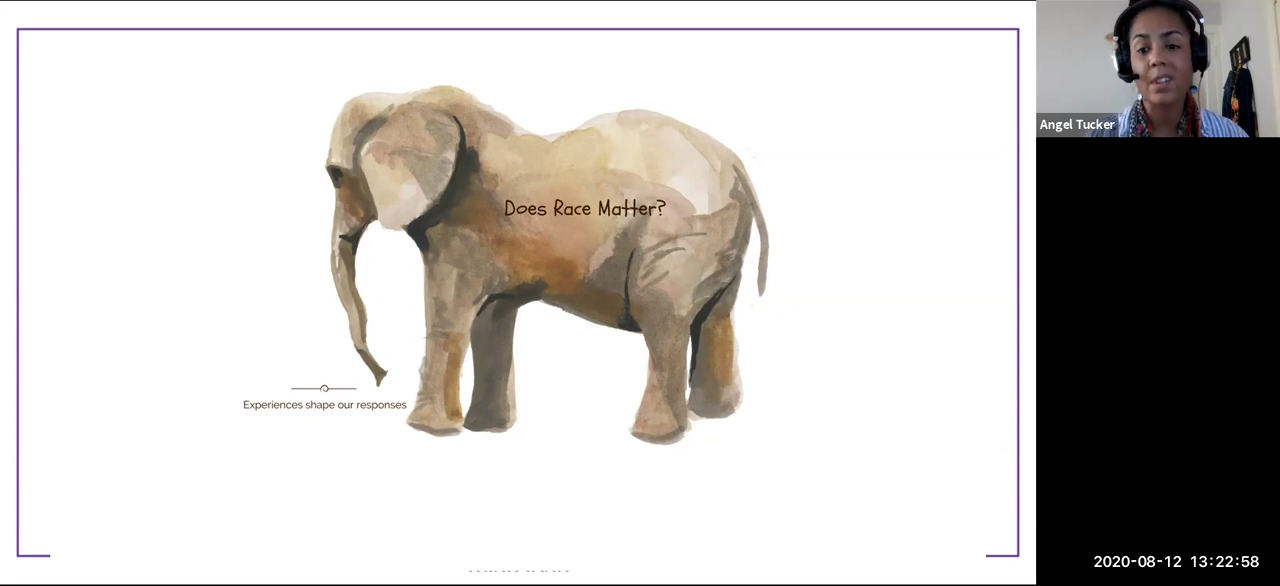 Does Race Matter?
Experiences shape our responses
Angel Tucker
2020-08-12 13:22:58